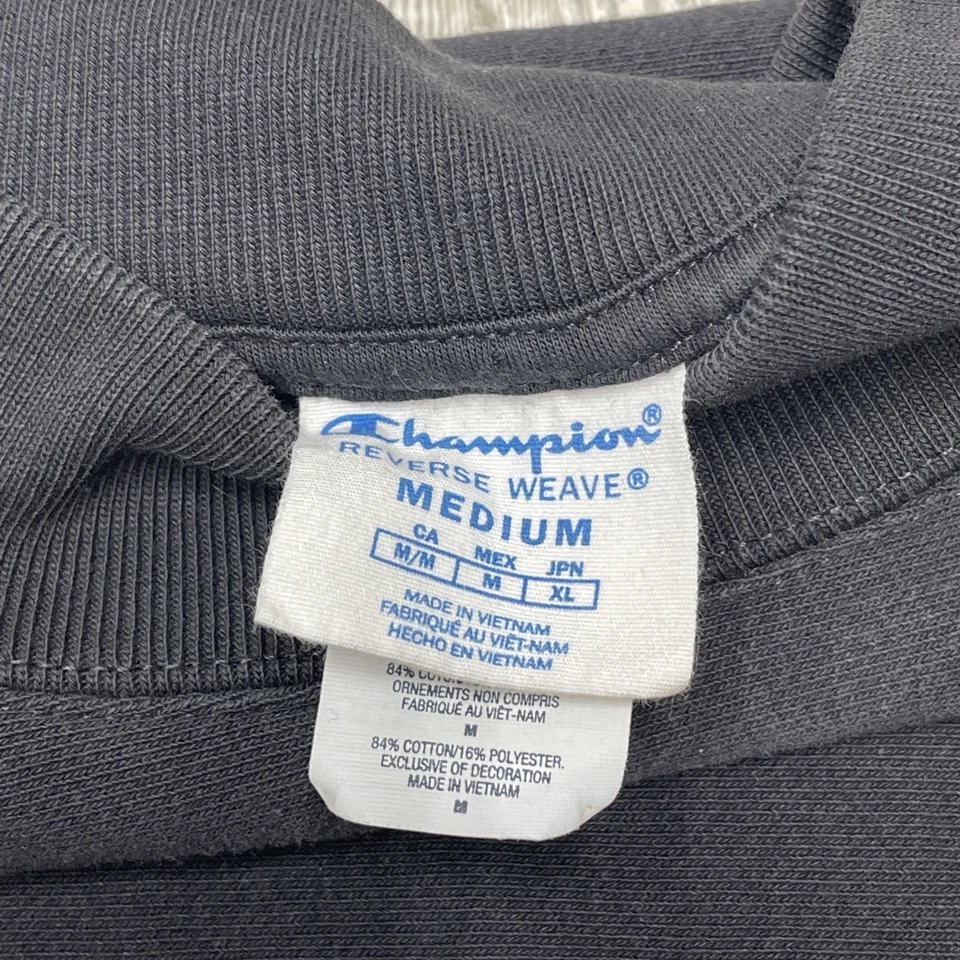 Champion®
REVERSE WEAVE®
MEDIUM
CA MEX JPN
M/M M XL
MADE IN VIETNAM
FABRIQUÉ AU VIÊT-NAM
HECHO EN VIETNAM
84%
ORNEMENTS NON COMPRIS
FABRIQUÉ AU VIÊT-NAM
M
84% COTTON/16% POLYESTER.
EXCLUSIVE OF DECORATION
MADE IN VIETNAM
M